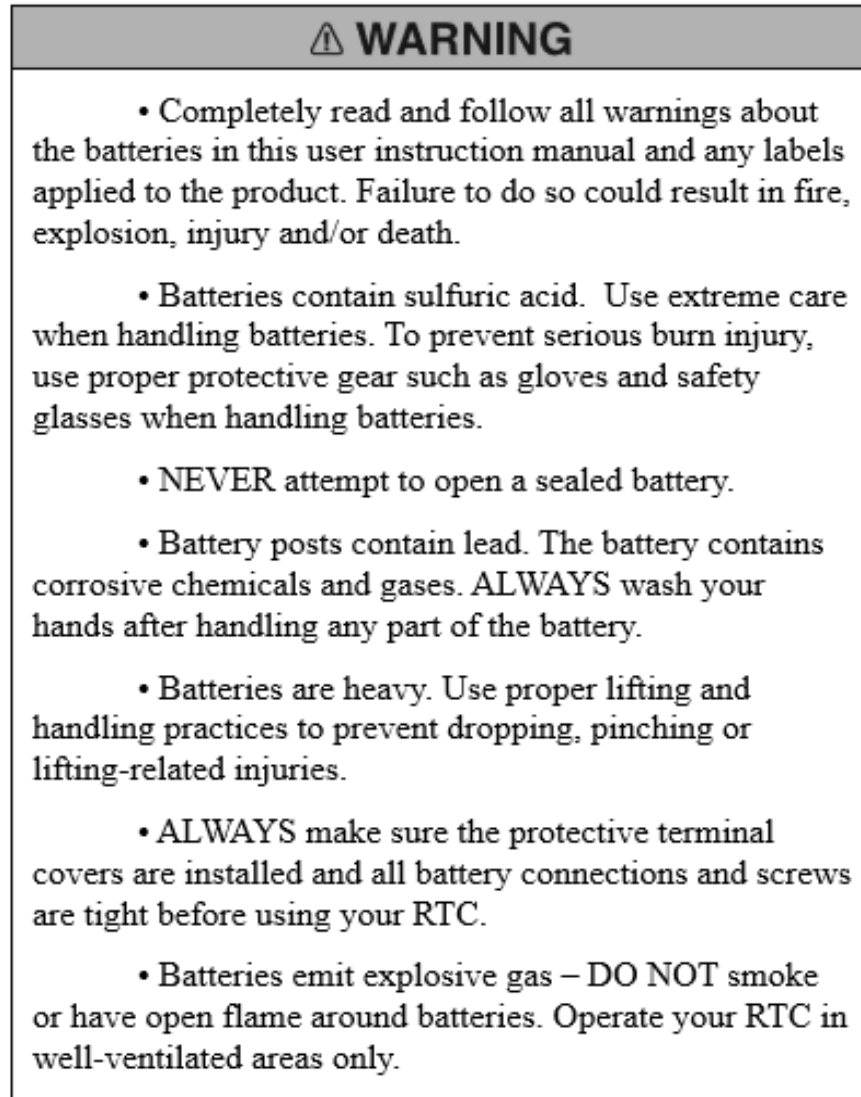 ⚠ WARNING
• Completely read and follow all warnings about
the batteries in this user instruction manual and any labels
applied to the product. Failure to do so could result in fire,
explosion, injury and/or death.
• Batteries contain sulfuric acid.  Use extreme care
when handling batteries. To prevent serious burn injury,
use proper protective gear such as gloves and safety
glasses when handling batteries.
• NEVER attempt to open a sealed battery.
• Battery posts contain lead. The battery contains
corrosive chemicals and gases. ALWAYS wash your
hands after handling any part of the battery.
• Batteries are heavy. Use proper lifting and
handling practices to prevent dropping, pinching or
lifting-related injuries.
• ALWAYS make sure the protective terminal
covers are installed and all battery connections and screws
are tight before using your RTC.
• Batteries emit explosive gas – DO NOT smoke
or have open flame around batteries. Operate your RTC in
well-ventilated areas only.